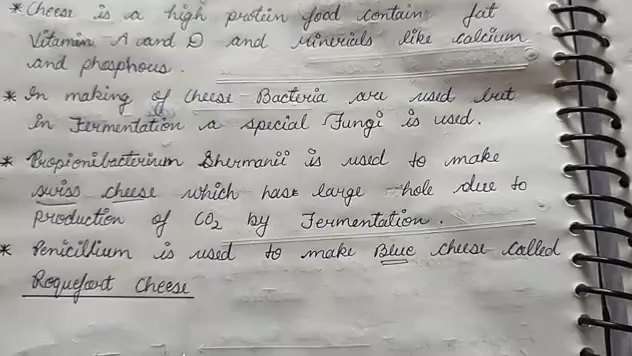 * Cheese is a high protein food contain fat
Vitamin - A and D and Minerials like calcium
and phosphous.
* In making of Cheese - Bacteria are used but
in Fermentation a special Fungi is used.
* Propionibacterium Shermanii is used to make
swiss cheese which hase large hole due to
Production of CO2 by Fermentation.
* Penicillium is used to make Blue cheese called
Roquefort Cheese